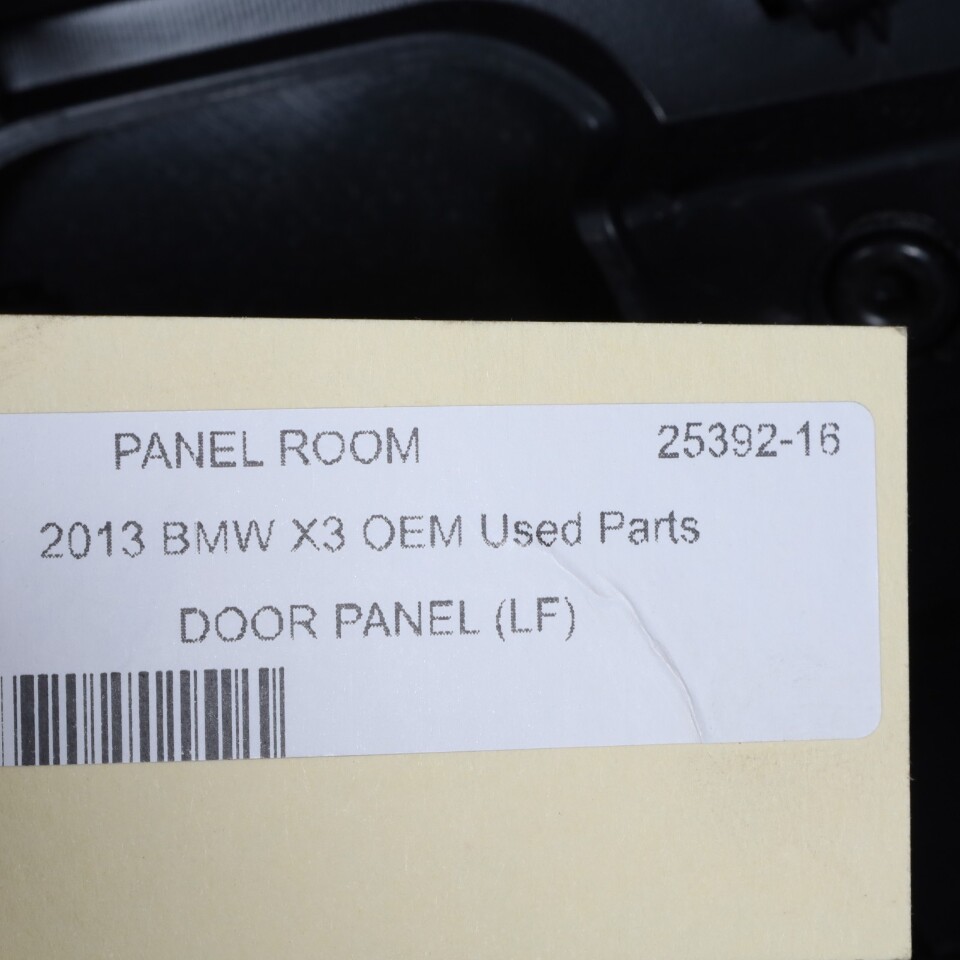 PANEL ROOM 25392-16
2013 BMW X3 OEM Used Parts
DOOR PANEL (LF)